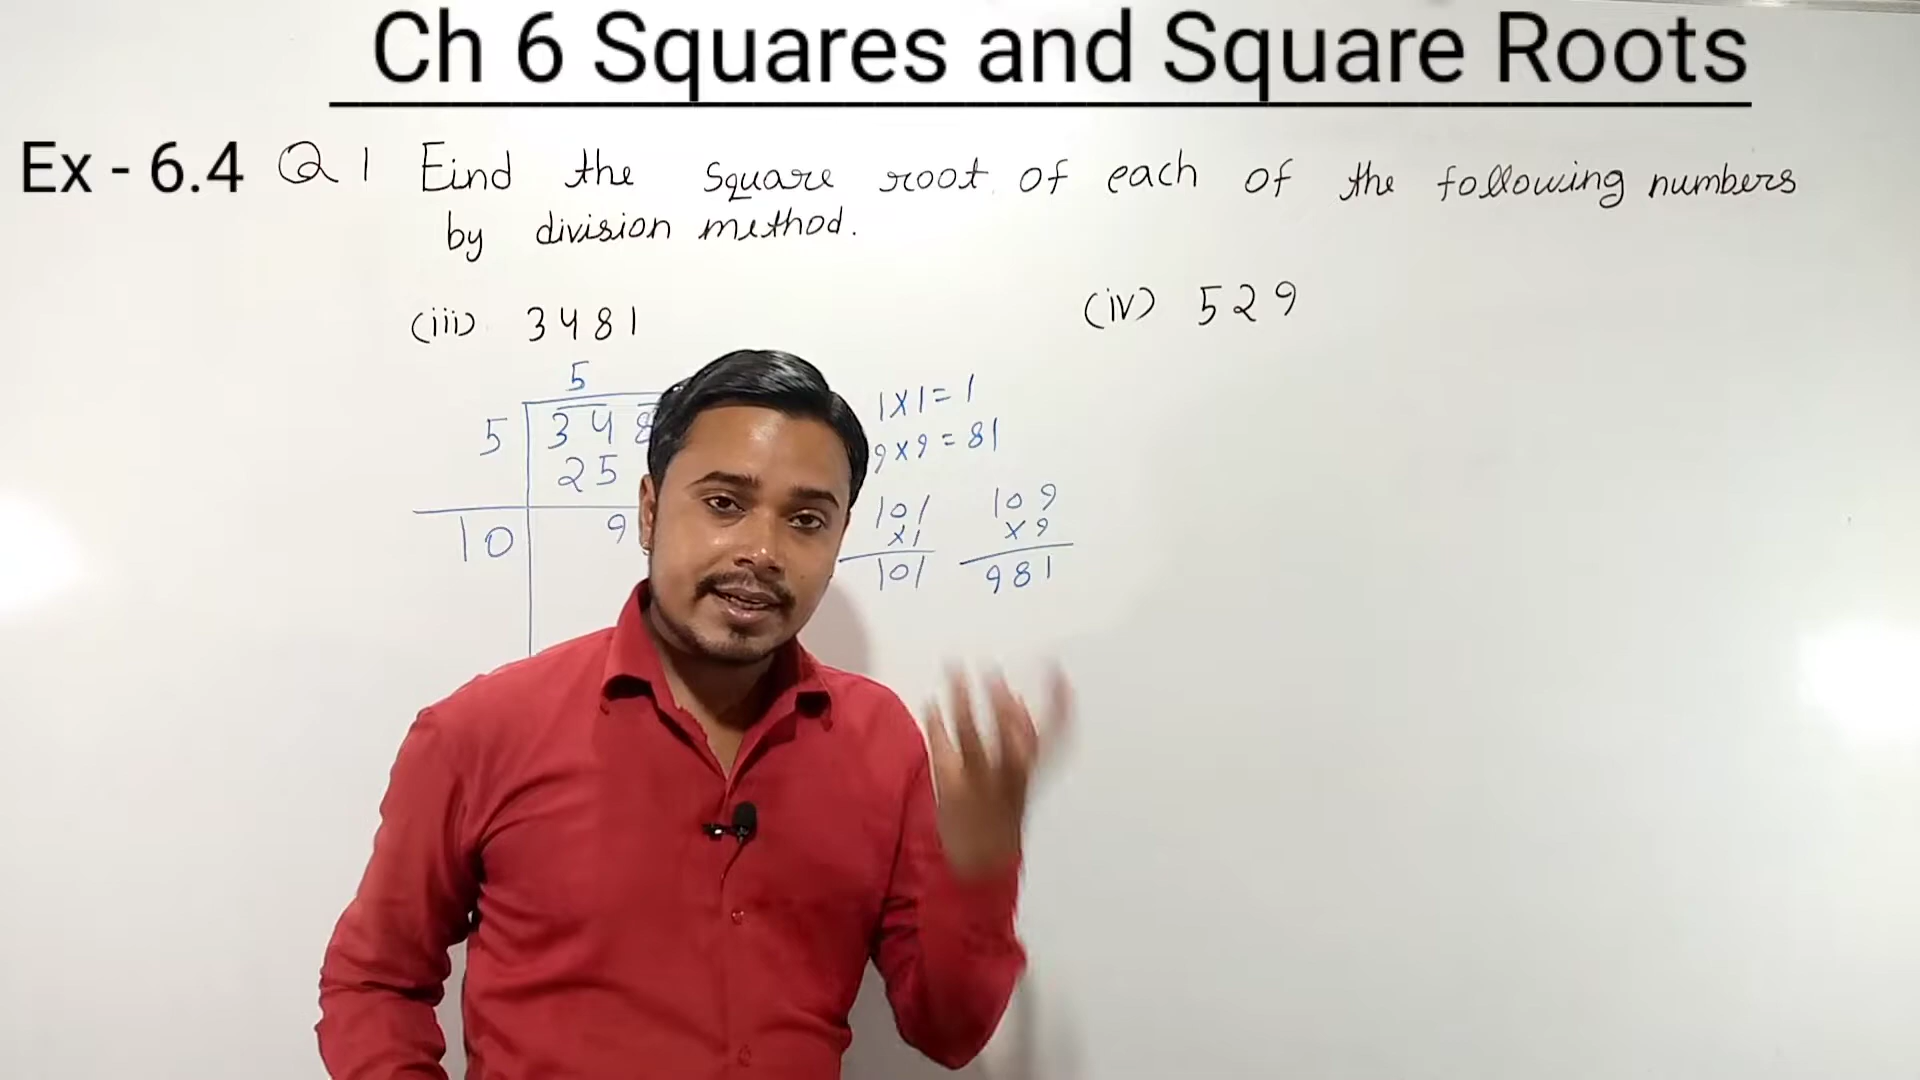 Ch 6 Squares and Square Roots
Ex - 6.4 Q 1 Find the square root of each of the following numbers
by division method.
(iii) 3481
(iv) 529
5
5 348
25
10 9
1x1=1
9x9=81
101
x1
101
109
x9
981